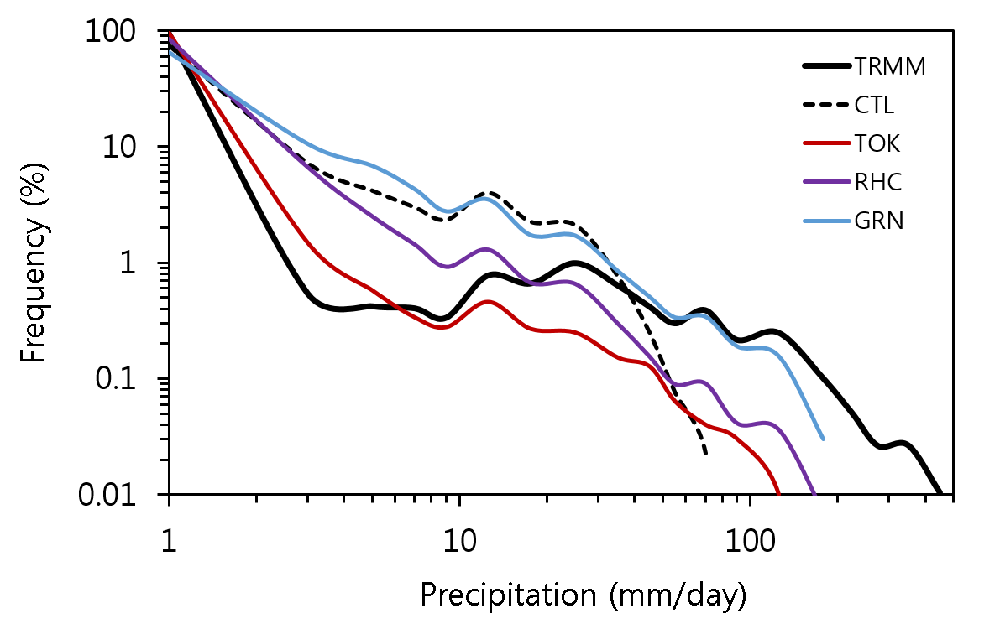 100
10
1
0.1
0.01
Frequency (%)
TRMM
CTL
TOK
RHC
GRN
1 10 100
Precipitation (mm/day)